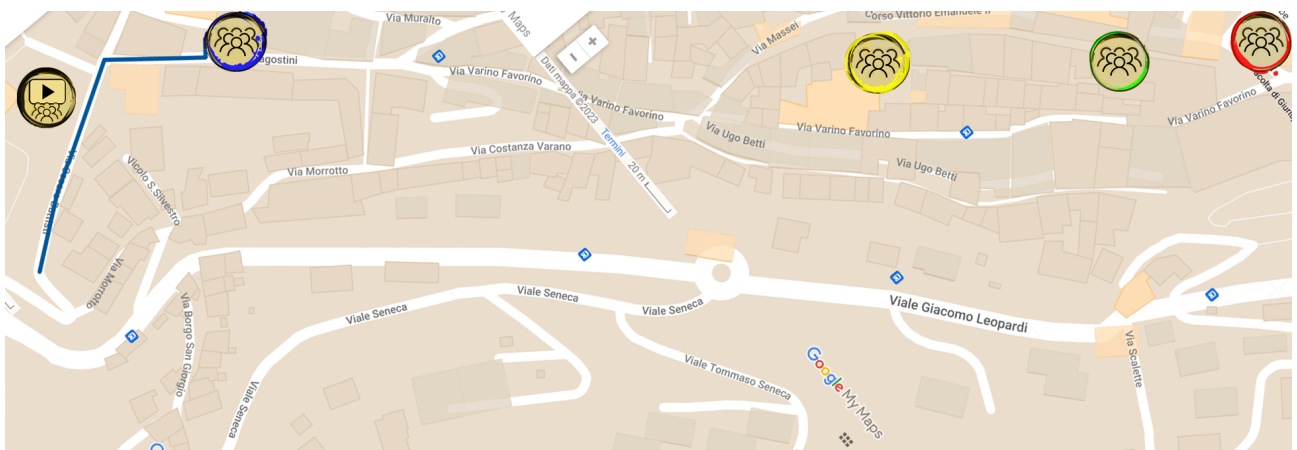 Via Muralto
Maps
Corso Vittorio Emanuele II
Via Massei
agostini
+
−
Dati mappa ©2023
Termini
20 m
Via Varino Favorino
Via Varino Favorino
Via Varino Favorino
Via Varino Favorino
Via Ugo Betti
Via Ugo Betti
Via Costanza Varano
Via Morrotto
Vicolo S. Silvestro
Via Morrotto
Via Borgo San Giorgio
Viale Seneca
Viale Seneca
Viale Seneca
Viale Seneca
Viale Giacomo Leopardi
Viale Tommaso Seneca
Via Scalette
Google My Maps